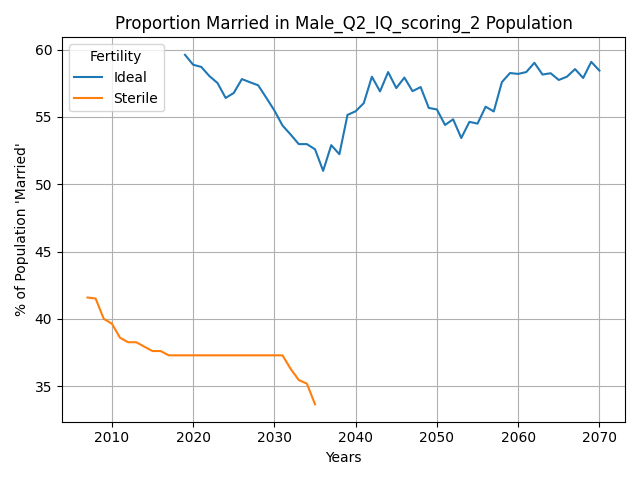 Proportion Married in Male_Q2_IQ_scoring_2 Population
% of Population 'Married'
60
55
50
45
40
35
Fertility
Ideal
Sterile
2010 2020 2030 2040 2050 2060 2070
Years